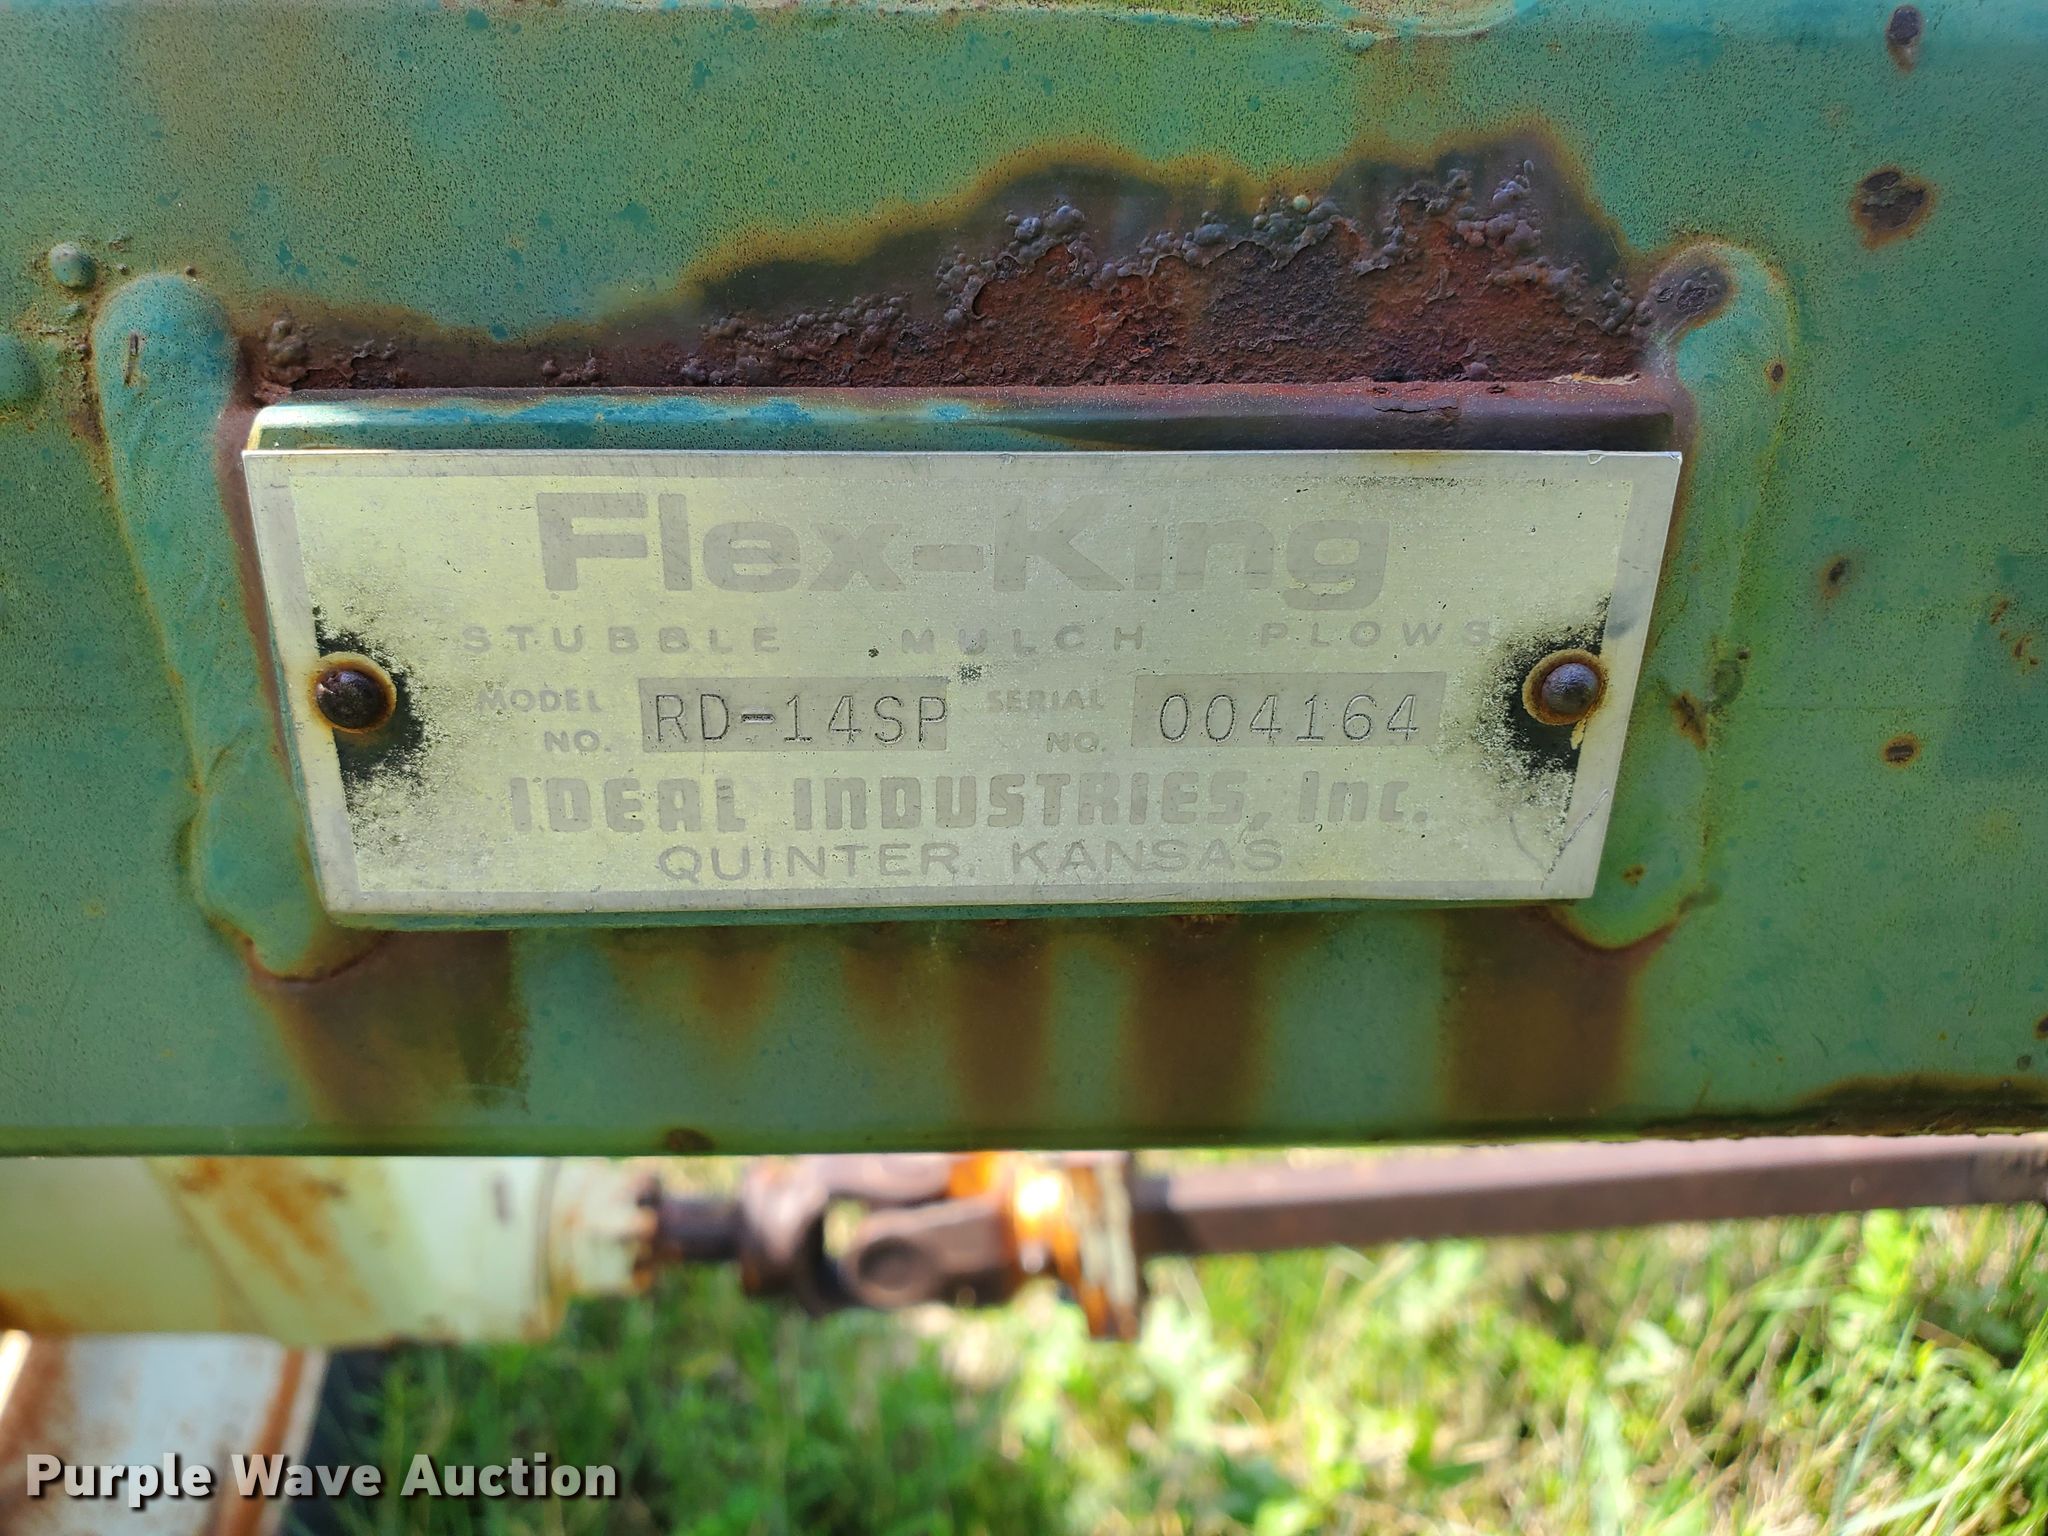 Flex-King
STUBBLE MULCH PLOWS
MODEL NO. RD-14SP SERIAL NO. 004164
IDEAL INDUSTRIES, Inc.
QUINTER, KANSAS
Purple Wave Auction